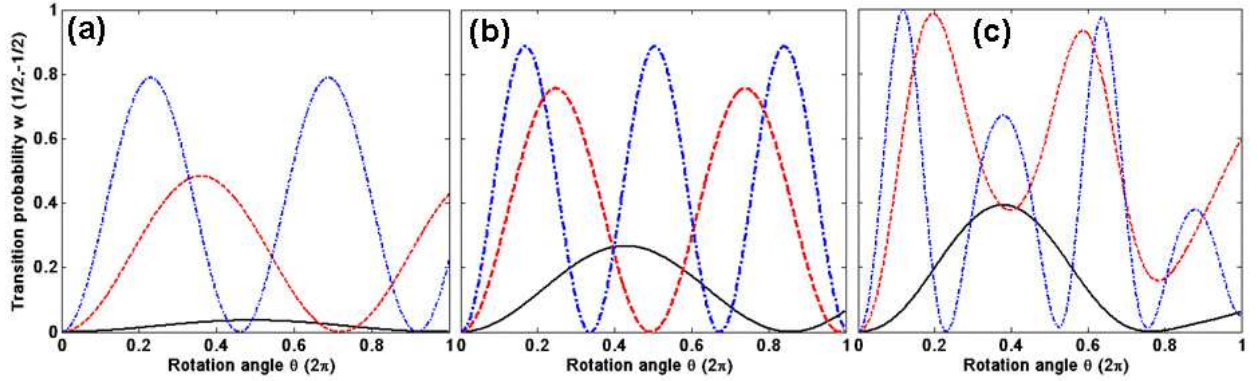 (a) (b) (c)
Transition probability w (1/2,-1/2)
1
0.8
0.6
0.4
0.2
0
0 0.2 0.4 0.6 0.8 1 0 0.2 0.4 0.6 0.8 1 0 0.2 0.4 0.6 0.8 1
Rotation angle θ (2π) Rotation angle θ (2π) Rotation angle θ (2π)